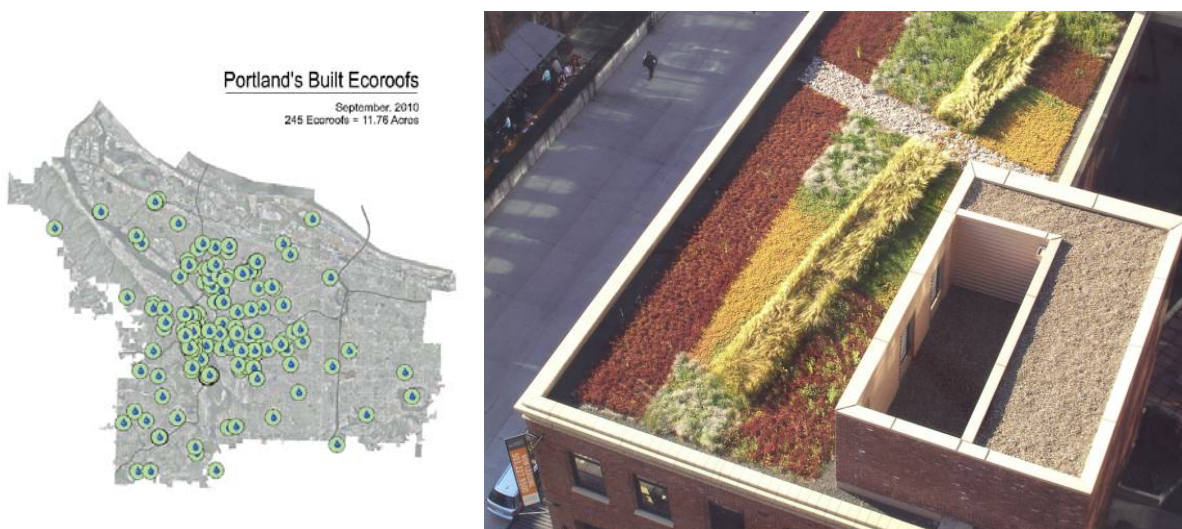 Portland's Built Ecoroofs
September, 2010
245 Ecoroofs = 11.76 Acres